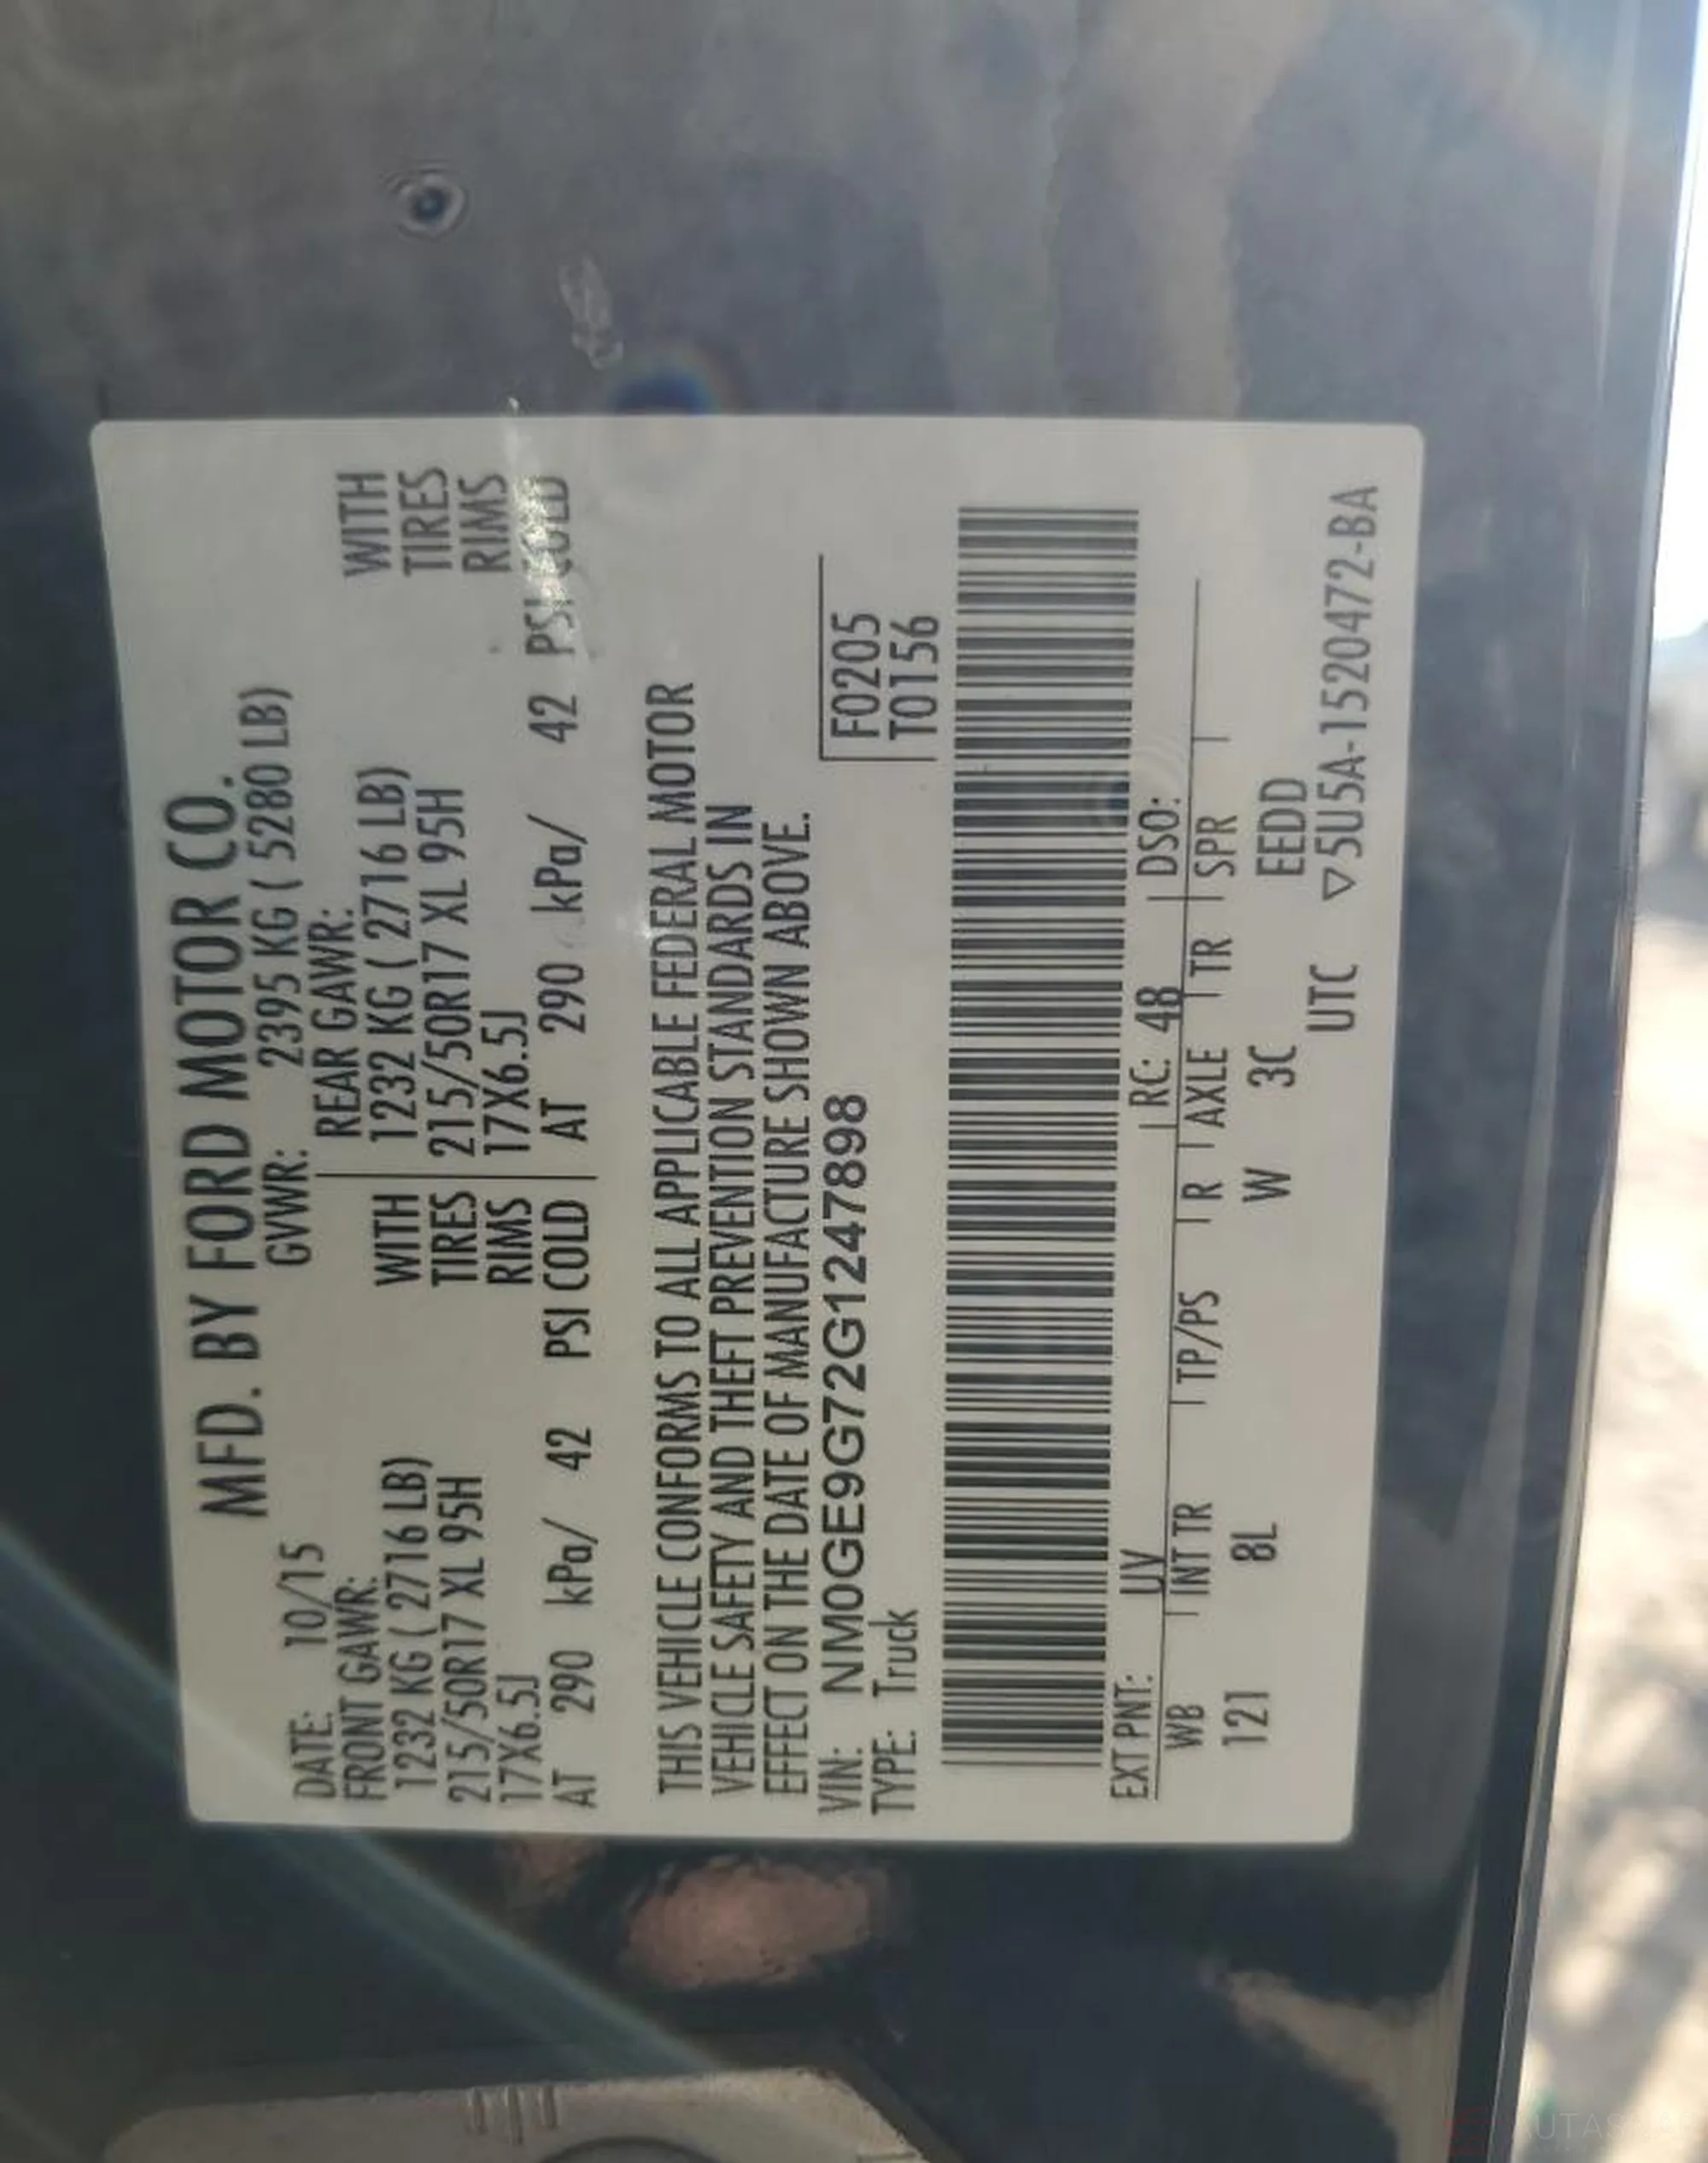 MFD. BY FORD MOTOR CO.
DATE: 10/15 GVWR: 2395 KG ( 5280 LB)
FRONT GAWR: REAR GAWR:
1232 KG ( 2716 LB) WITH 1232 KG ( 2716 LB) WITH
215/50R17 XL 95H TIRES 215/50R17 XL 95H TIRES
17X6.5J RIMS 17X6.5J RIMS
AT 290 kPa/ 42 PSI COLD AT 290 kPa/ 42 PSI COLD
THIS VEHICLE CONFORMS TO ALL APPLICABLE FEDERAL MOTOR
VEHICLE SAFETY AND THEFT PREVENTION STANDARDS IN
EFFECT ON THE DATE OF MANUFACTURE SHOWN ABOVE.
VIN: NM0GE9G72G1247898 F0205
TYPE: Truck T0156
EXT PNT: UV RC: 48 DSO:
WB INT TR TP/PS R AXLE TR SPR
121 8L W 3C EEDD
UTC ▽5U5A-1520472-BA